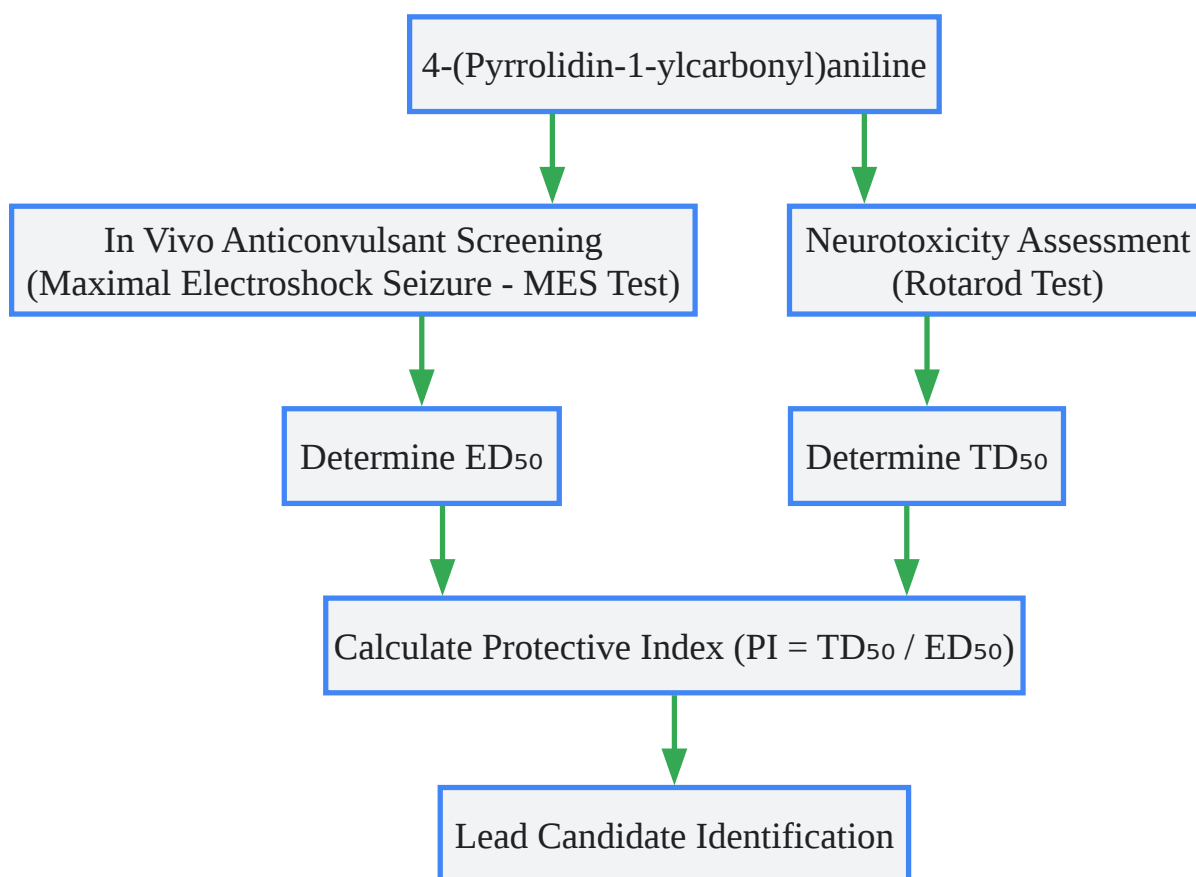 4-(Pyrrolidin-1-ylcarbonyl)aniline
In Vivo Anticonvulsant Screening
(Maximal Electroshock Seizure - MES Test)
Neurotoxicity Assessment
(Rotarod Test)
Determine ED₅₀
Determine TD₅₀
Calculate Protective Index (PI = TD₅₀ / ED₅₀)
Lead Candidate Identification